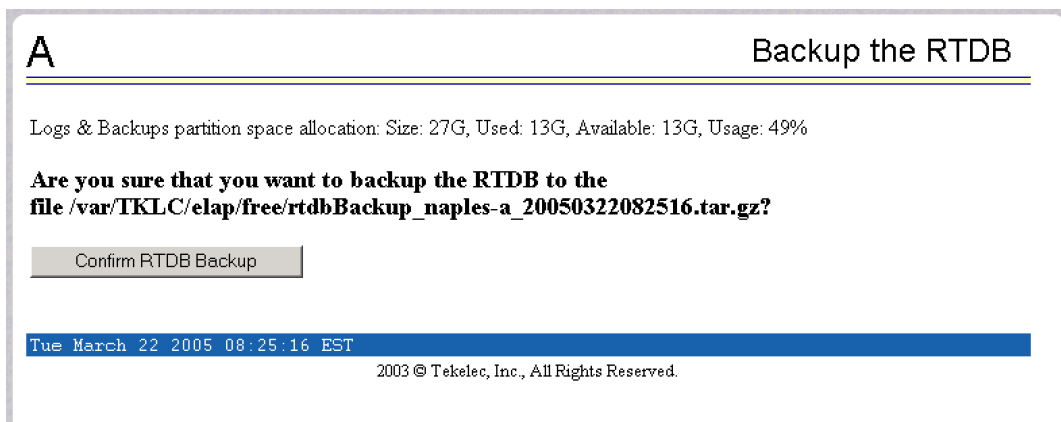 A
Backup the RTDB
Logs & Backups partition space allocation: Size: 27G, Used: 13G, Available: 13G, Usage: 49%
Are you sure that you want to backup the RTDB to the
file /var/TKLC/elap/free/rtdbBackup_naples-a_20050322082516.tar.gz?
Confirm RTDB Backup
Tue March 22 2005 08:25:16 EST
2003 © Tekelec, Inc., All Rights Reserved.